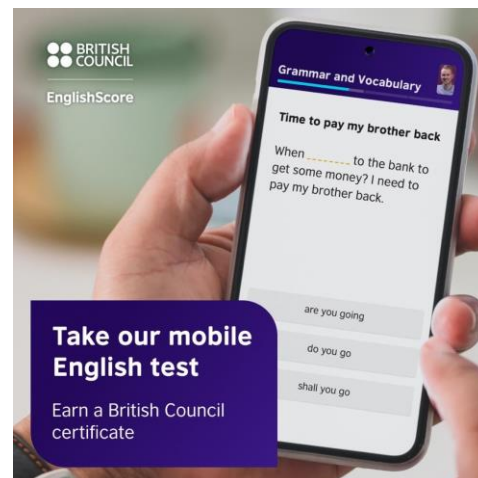 BRITISH
COUNCIL
EnglishScore
Grammar and Vocabulary
Time to pay my brother back
When ________ to the bank to
get some money? I need to
pay my brother back.
are you going
do you go
shall you go
Take our mobile
English test
Earn a British Council
certificate